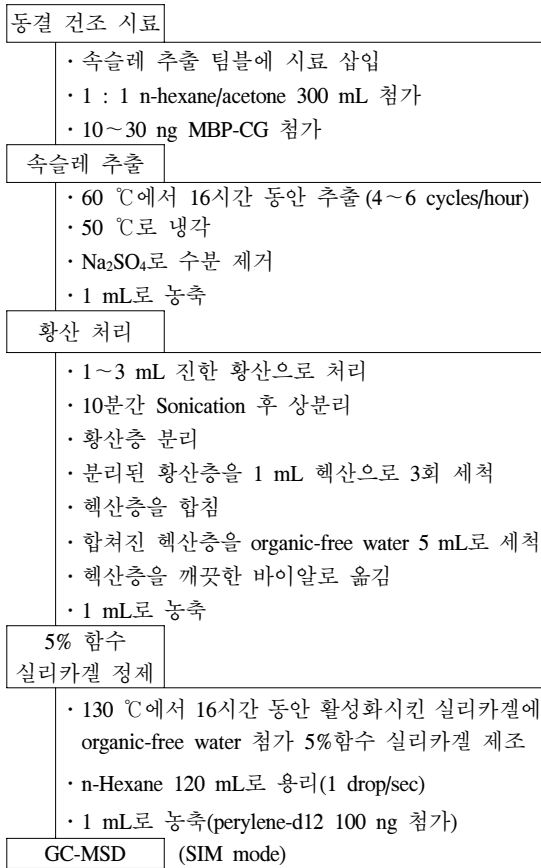 동결 건조 시료
· 속슬레 추출 팀블에 시료 삽입
· 1 : 1 n-hexane/acetone 300 mL 첨가
· 10～30 ng MBP-CG 첨가
속슬레 추출
· 60 ℃에서 16시간 동안 추출 (4～6 cycles/hour)
· 50 ℃로 냉각
· Na₂SO₄로 수분 제거
· 1 mL로 농축
황산 처리
· 1～3 mL 진한 황산으로 처리
· 10분간 Sonication 후 상분리
· 황산층 분리
· 분리된 황산층을 1 mL 헥산으로 3회 세척
· 헥산층을 합침
· 합쳐진 헥산층을 organic-free water 5 mL로 세척
· 헥산층을 깨끗한 바이알로 옮김
· 1 mL로 농축
5% 함수
실리카겔 정제
· 130 ℃에서 16시간 동안 활성화시킨 실리카겔에
organic-free water 첨가 5%함수 실리카겔 제조
· n-Hexane 120 mL로 용리(1 drop/sec)
· 1 mL로 농축(perylene-d12 100 ng 첨가)
GC-MSD (SIM mode)